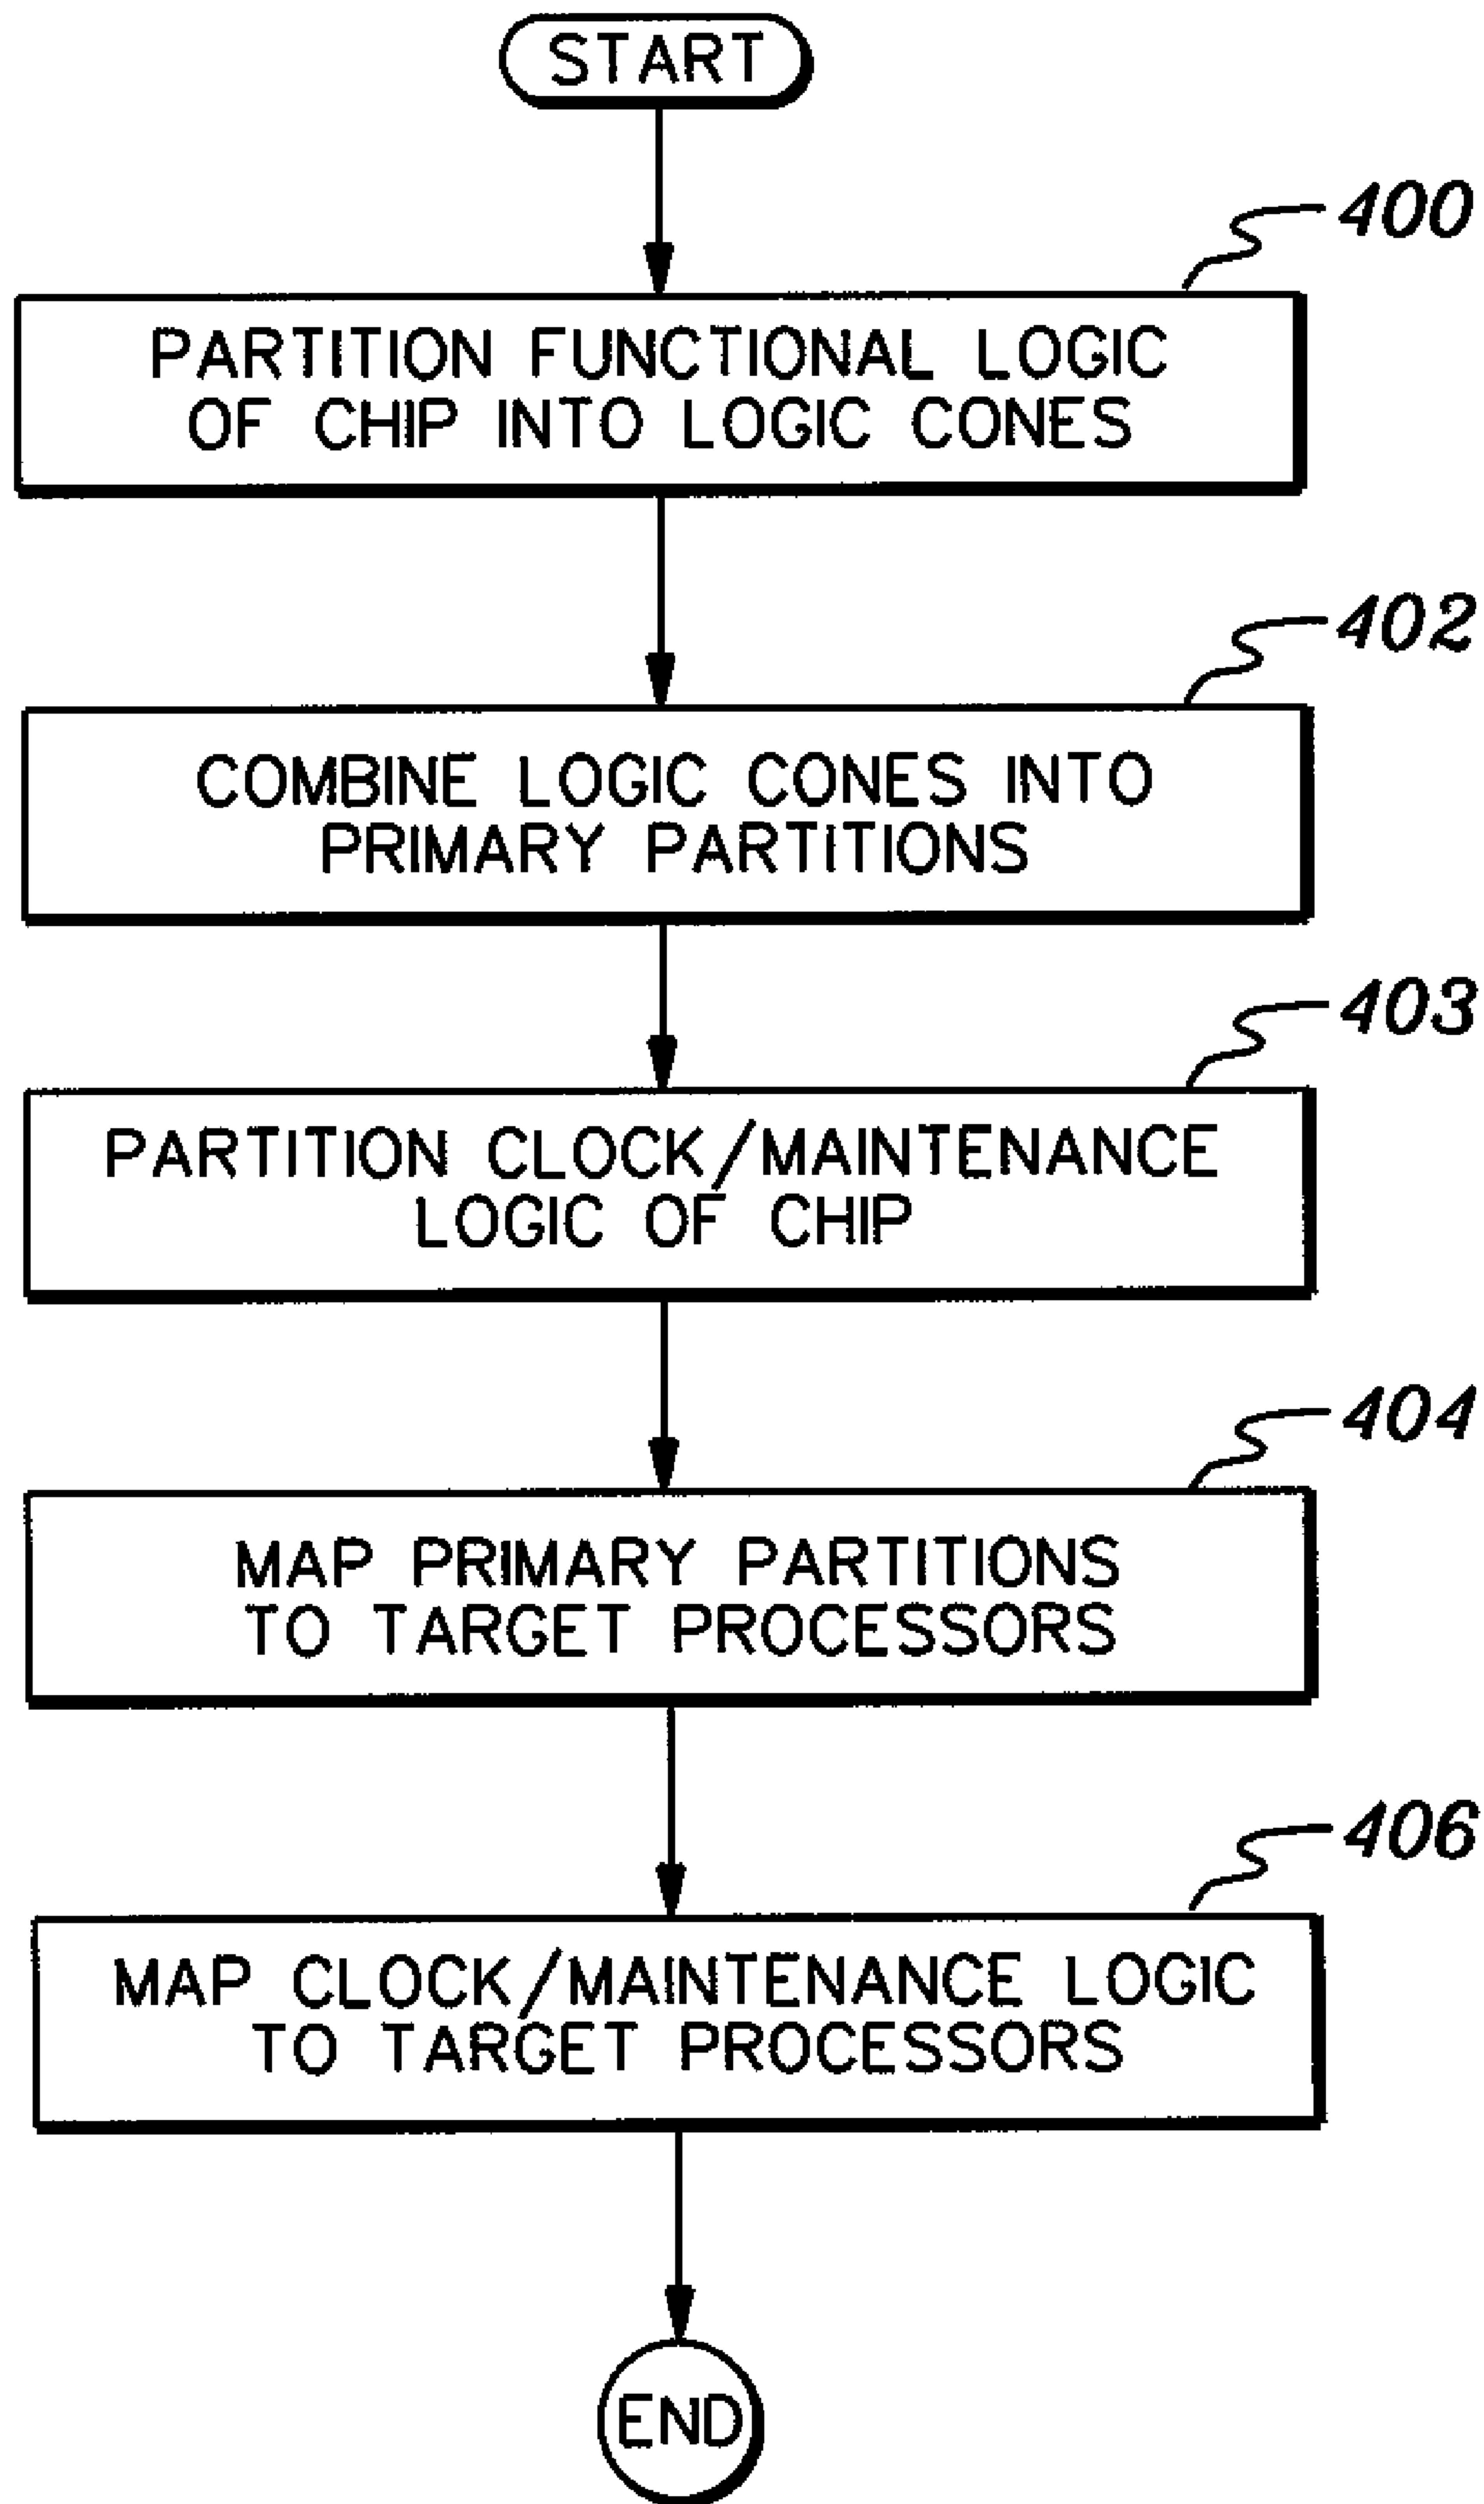 START
400
PARTITION FUNCTIONAL LOGIC
OF CHIP INTO LOGIC CONES
402
COMBINE LOGIC CONES INTO
PRIMARY PARTITIONS
403
PARTITION CLOCK/MAINTENANCE
LOGIC OF CHIP
404
MAP PRIMARY PARTITIONS
TO TARGET PROCESSORS
406
MAP CLOCK/MAINTENANCE LOGIC
TO TARGET PROCESSORS
END